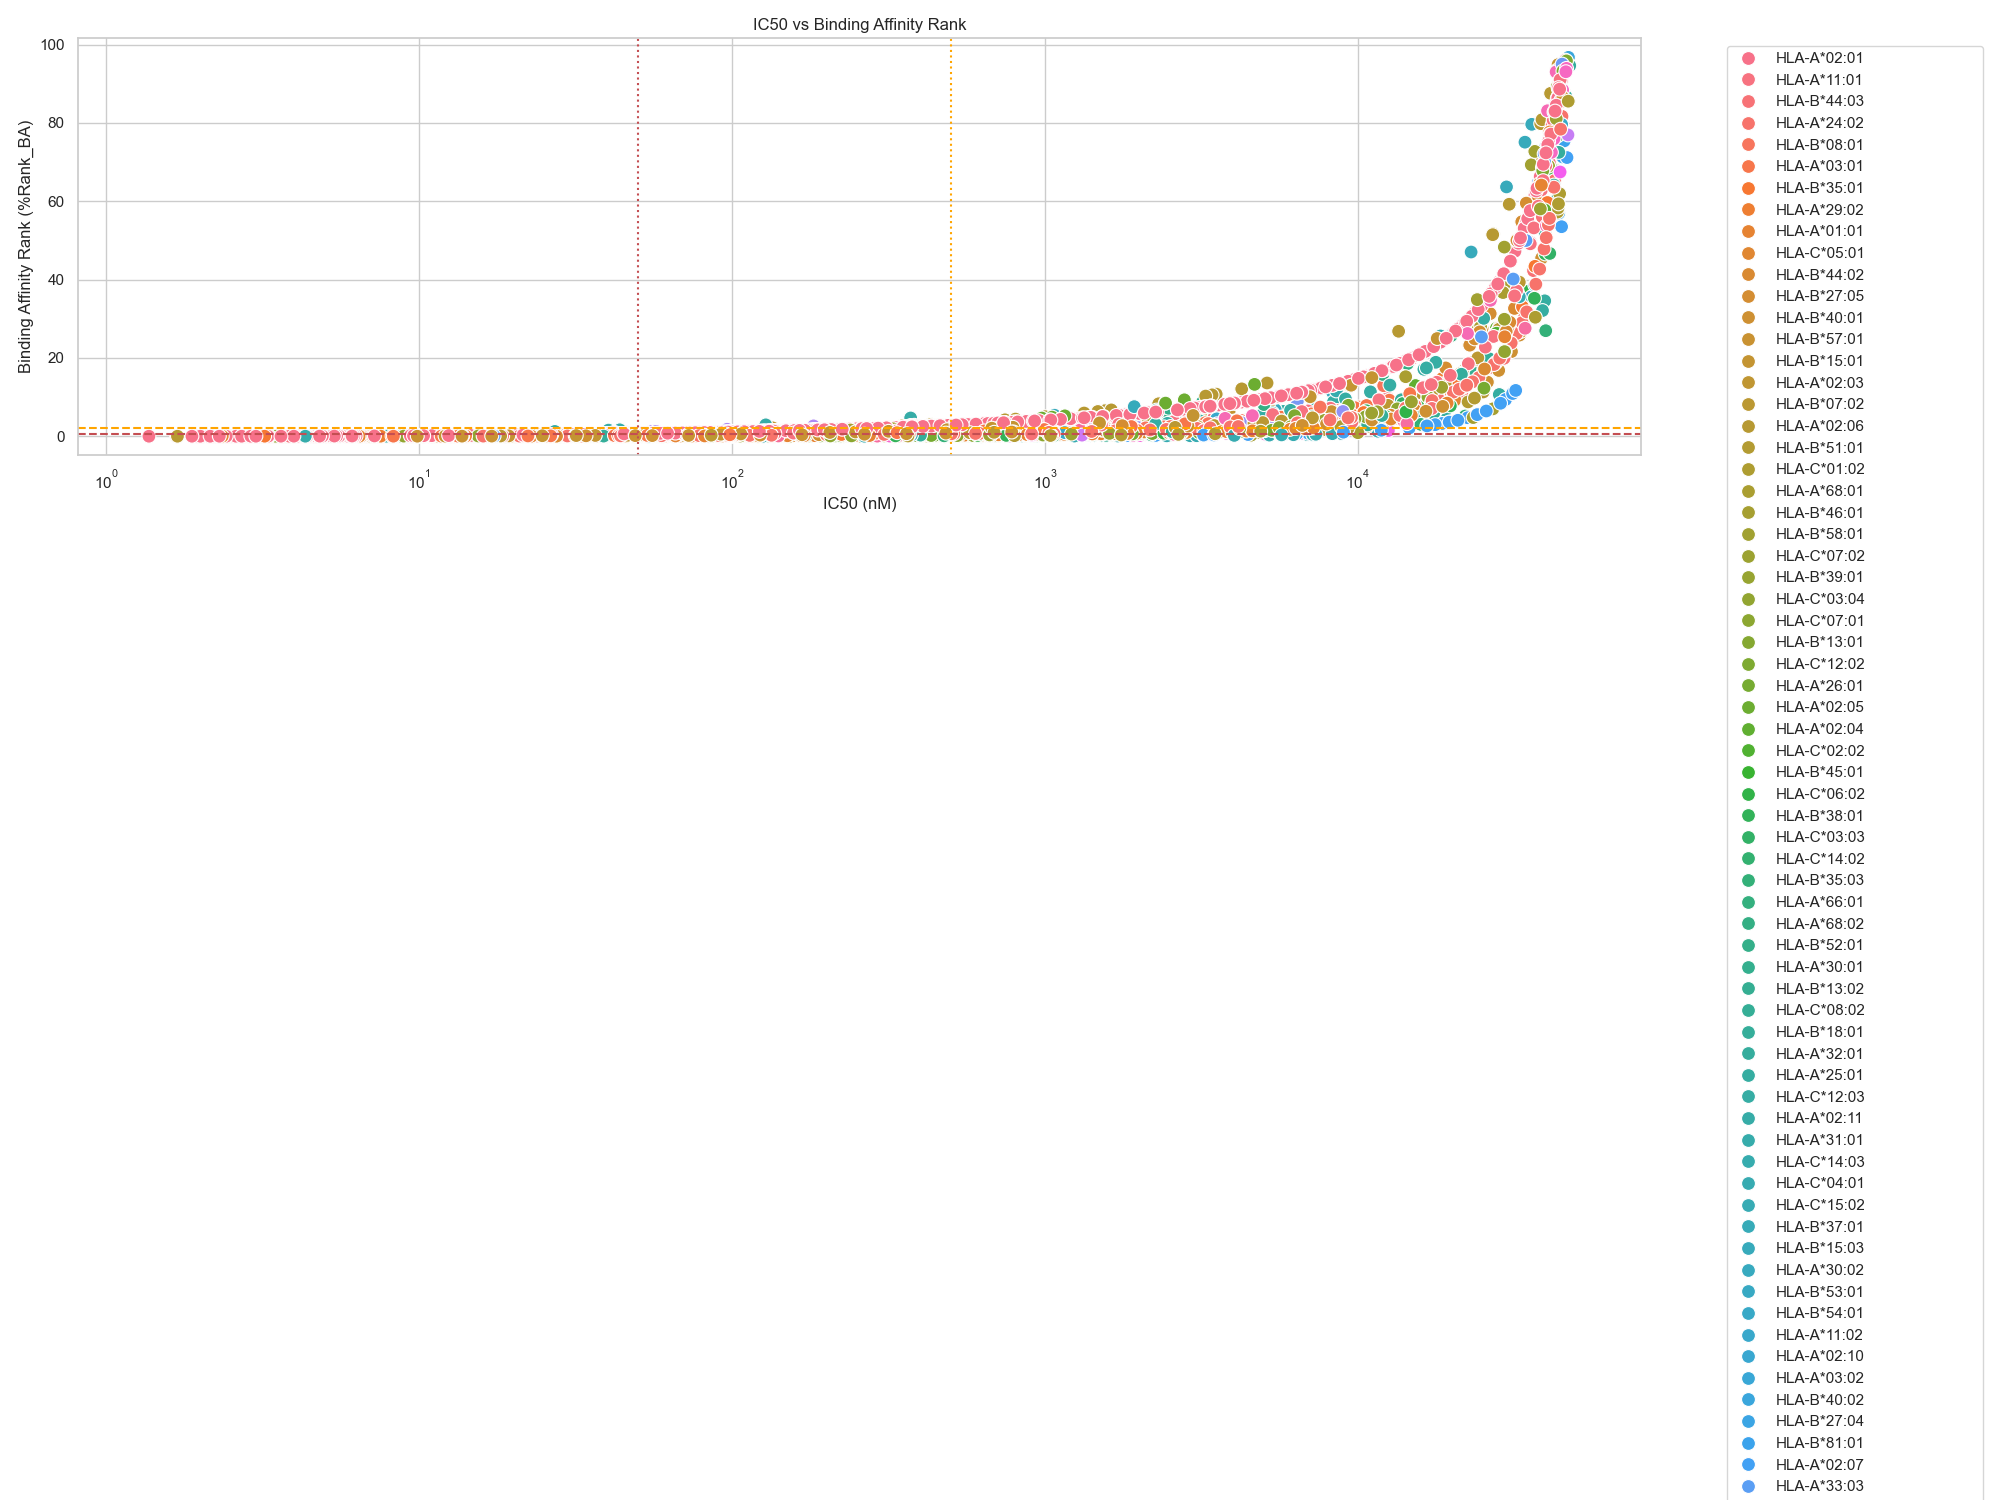 IC50 vs Binding Affinity Rank
Binding Affinity Rank (%Rank_BA)
100
80
60
40
20
0
10^0 10^1 10^2 10^3 10^4
IC50 (nM)
HLA-A*02:01
HLA-A*11:01
HLA-B*44:03
HLA-A*24:02
HLA-B*08:01
HLA-A*03:01
HLA-B*35:01
HLA-A*29:02
HLA-A*01:01
HLA-C*05:01
HLA-B*44:02
HLA-B*27:05
HLA-B*40:01
HLA-B*57:01
HLA-B*15:01
HLA-A*02:03
HLA-B*07:02
HLA-A*02:06
HLA-B*51:01
HLA-C*01:02
HLA-A*68:01
HLA-B*46:01
HLA-B*58:01
HLA-C*07:02
HLA-B*39:01
HLA-C*03:04
HLA-C*07:01
HLA-B*13:01
HLA-C*12:02
HLA-A*26:01
HLA-A*02:05
HLA-A*02:04
HLA-C*02:02
HLA-B*45:01
HLA-C*06:02
HLA-B*38:01
HLA-C*03:03
HLA-C*14:02
HLA-B*35:03
HLA-A*66:01
HLA-A*68:02
HLA-B*52:01
HLA-A*30:01
HLA-B*13:02
HLA-C*08:02
HLA-B*18:01
HLA-A*32:01
HLA-A*25:01
HLA-C*12:03
HLA-A*02:11
HLA-A*31:01
HLA-C*14:03
HLA-C*04:01
HLA-C*15:02
HLA-B*37:01
HLA-B*15:03
HLA-A*30:02
HLA-B*53:01
HLA-B*54:01
HLA-A*11:02
HLA-A*02:10
HLA-A*03:02
HLA-B*40:02
HLA-B*27:04
HLA-B*81:01
HLA-A*02:07
HLA-A*33:03